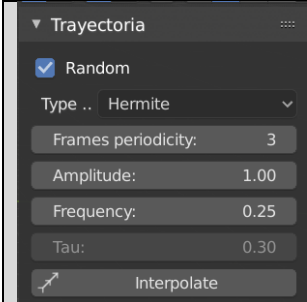 Trayectoria
Random
Type .. Hermite
Frames periodicity: 3
Amplitude: 1.00
Frequency: 0.25
Tau: 0.30
Interpolate